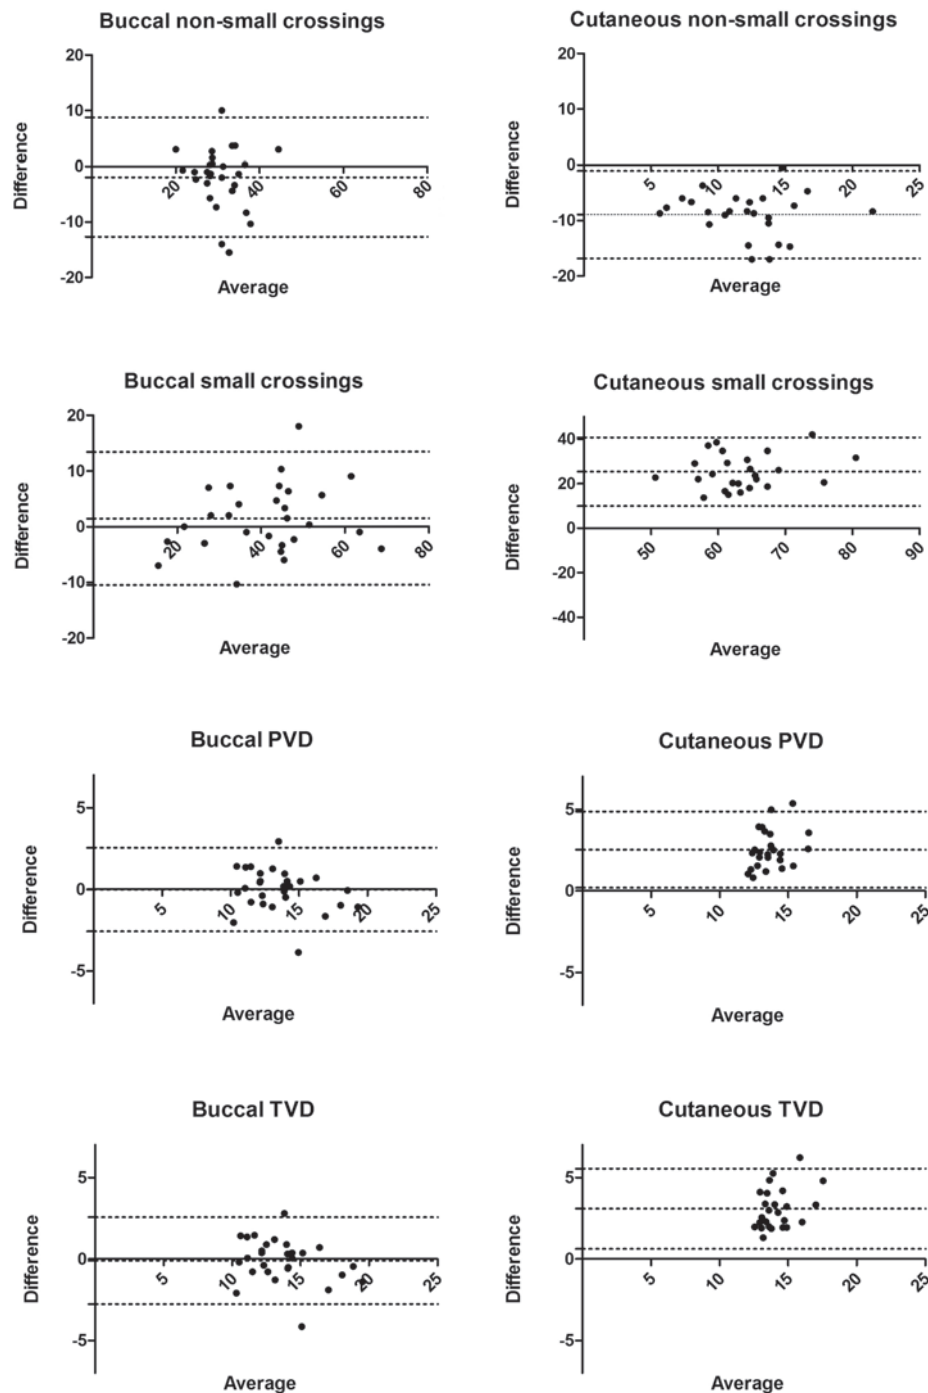 Buccal non-small crossings
20
10
0
-10
-20
20
40
60
80
Difference
Average
Cutaneous non-small crossings
20
10
0
-10
-20
5
10
15
20
25
Difference
Average
Buccal small crossings
20
10
0
-10
-20
20
40
60
80
Difference
Average
Cutaneous small crossings
40
20
0
-20
-40
50
60
70
80
90
Difference
Average
Buccal PVD
5
0
-5
5
10
15
20
25
Difference
Average
Cutaneous PVD
5
0
-5
5
10
15
20
25
Difference
Average
Buccal TVD
5
0
-5
5
10
15
20
25
Difference
Average
Cutaneous TVD
5
0
-5
5
10
15
20
25
Difference
Average